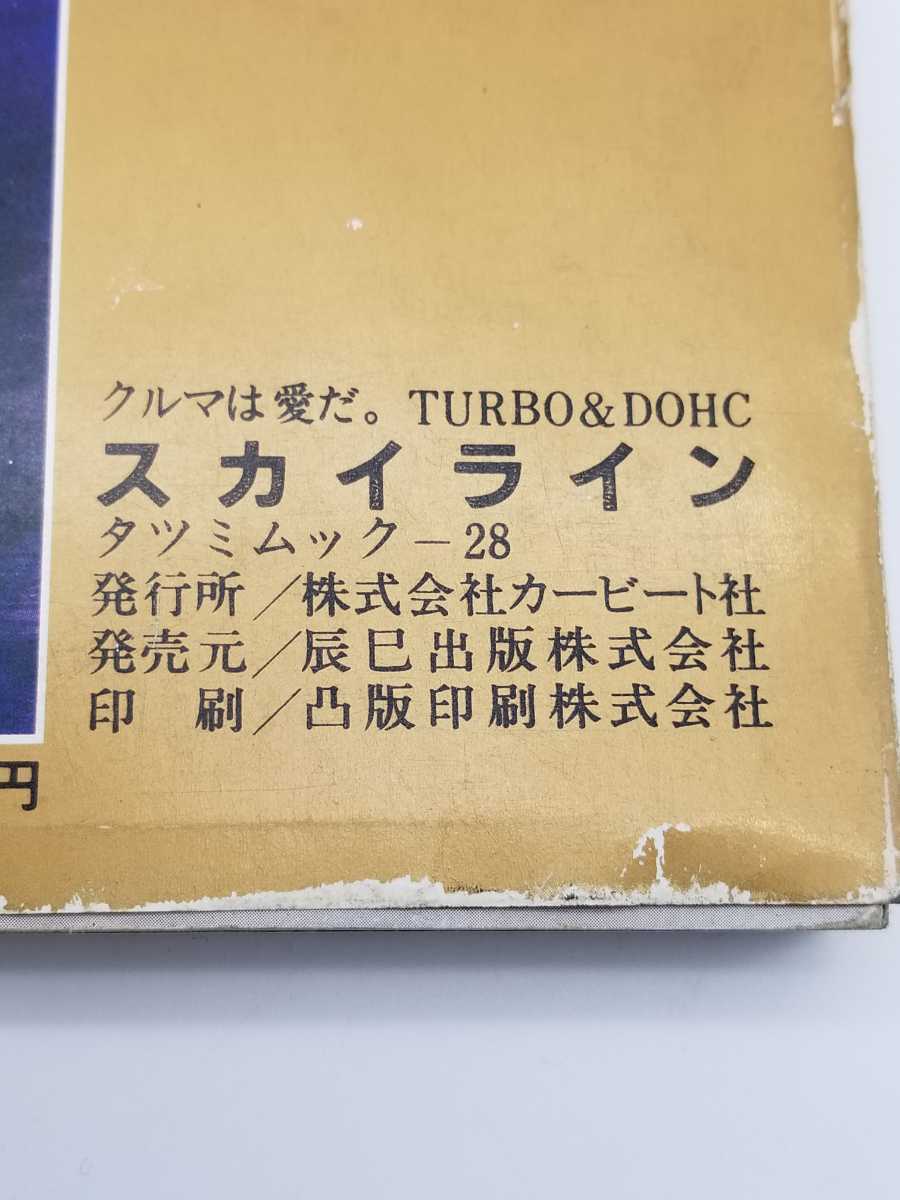 クルマは愛だ。TURBO&DOHC
スカイライン
タツミムック－28
発行所／株式会社カービート社
発売元／辰巳出版株式会社
印　刷／凸版印刷株式会社
円